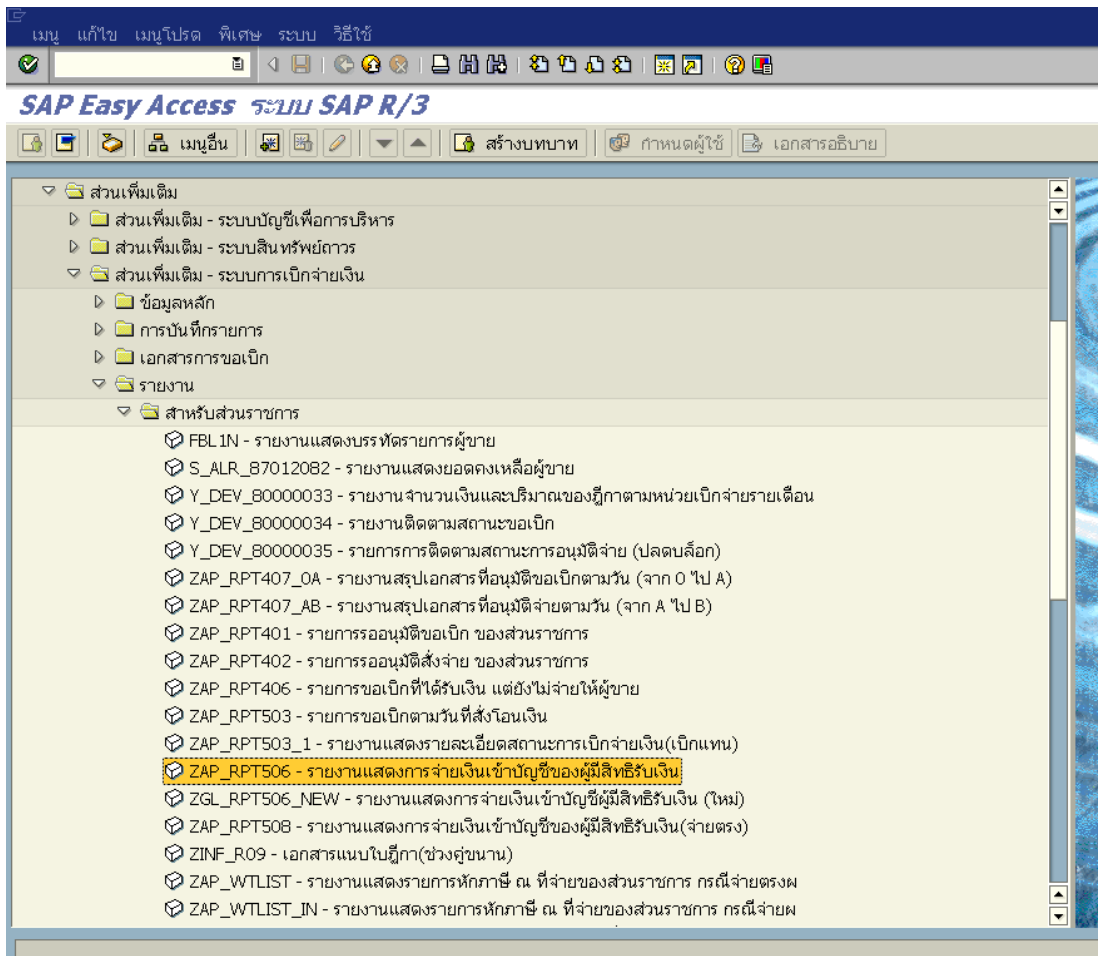 เมนู แก้ไข เมนูโปรด พิเศษ ระบบ วิธีใช้
SAP Easy Access ระบบ SAP R/3
เมนูอื่น สร้างบทบาท กำหนดผู้ใช้ เอกสารอธิบาย
ส่วนเพิ่มเติม
ส่วนเพิ่มเติม - ระบบบัญชีเพื่อการบริหาร
ส่วนเพิ่มเติม - ระบบสินทรัพย์ถาวร
ส่วนเพิ่มเติม - ระบบการเบิกจ่ายเงิน
ข้อมูลหลัก
การบันทึกรายการ
เอกสารการขอเบิก
รายงาน
สำหรับส่วนราชการ
FBL1N - รายงานแสดงบรรทัดรายการผู้ขาย
S_ALR_87012082 - รายงานแสดงยอดคงเหลือผู้ขาย
Y_DEV_80000033 - รายงานจำนวนเงินและปริมาณของฎีกาตามหน่วยเบิกจ่ายรายเดือน
Y_DEV_80000034 - รายงานติดตามสถานะขอเบิก
Y_DEV_80000035 - รายการการติดตามสถานะการอนุมัติจ่าย (ปลดบล็อก)
ZAP_RPT407_0A - รายงานสรุปเอกสารที่อนุมัติขอเบิกตามวัน (จาก 0 ไป A)
ZAP_RPT407_AB - รายงานสรุปเอกสารที่อนุมัติจ่ายตามวัน (จาก A ไป B)
ZAP_RPT401 - รายการรออนุมัติขอเบิก ของส่วนราชการ
ZAP_RPT402 - รายการรออนุมัติสั่งจ่าย ของส่วนราชการ
ZAP_RPT406 - รายการขอเบิกที่ได้รับเงิน แต่ยังไม่จ่ายให้ผู้ขาย
ZAP_RPT503 - รายการขอเบิกตามวันที่สั่งโอนเงิน
ZAP_RPT503_1 - รายงานแสดงรายละเอียดสถานะการเบิกจ่ายเงิน(เบิกแทน)
ZAP_RPT506 - รายงานแสดงการจ่ายเงินเข้าบัญชีของผู้มีสิทธิรับเงิน
ZGL_RPT506_NEW - รายงานแสดงการจ่ายเงินเข้าบัญชีผู้มีสิทธิรับเงิน (ใหม่)
ZAP_RPT508 - รายงานแสดงการจ่ายเงินเข้าบัญชีของผู้มีสิทธิรับเงิน(จ่ายตรง)
ZINF_R09 - เอกสารแนบใบฎีกา(ช่วงคู่ขนาน)
ZAP_WTLIST - รายงานแสดงรายการหักภาษี ณ ที่จ่ายของส่วนราชการ กรณีจ่ายตรงผ
ZAP_WTLIST_IN - รายงานแสดงรายการหักภาษี ณ ที่จ่ายของส่วนราชการ กรณีจ่ายผ